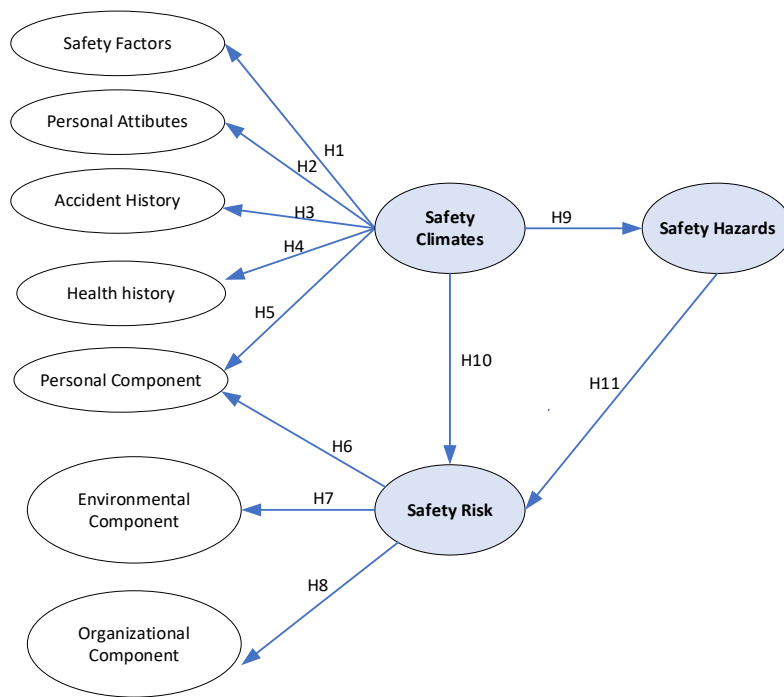 Safety Factors
Personal Attibutes
H1
H2
Accident History
H3
Safety
Climates
H9
Safety Hazards
H4
Health history
H5
Personal Component
H10
H11
H6
Environmental
Component
H7
Safety Risk
H8
Organizational
Component